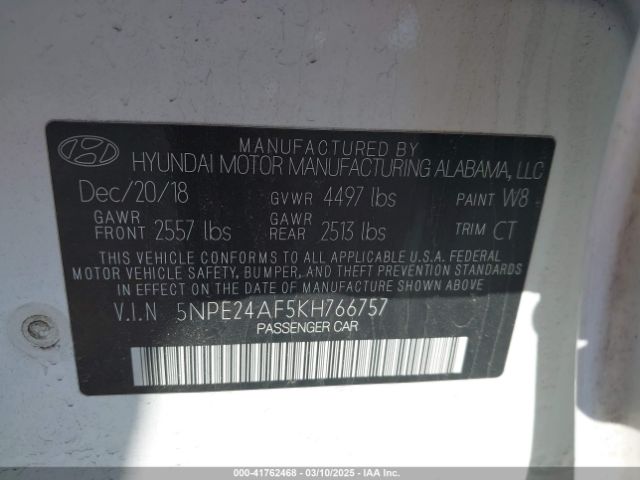 MANUFACTURED BY
HYUNDAI MOTOR MANUFACTURING ALABAMA, LLC
Dec/20/18 GVWR 4497 lbs PAINT W8
GAWR FRONT 2557 lbs GAWR REAR 2513 lbs TRIM CT
THIS VEHICLE CONFORMS TO ALL APPLICABLE U.S.A. FEDERAL
MOTOR VEHICLE SAFETY, BUMPER, AND THEFT PREVENTION STANDARDS
IN EFFECT ON THE DATE OF MANUFACTURE SHOWN ABOVE.
V.I.N 5NPE24AF5KH766757
PASSENGER CAR
000-41762468 - 03/10/2025 - IAA, Inc.